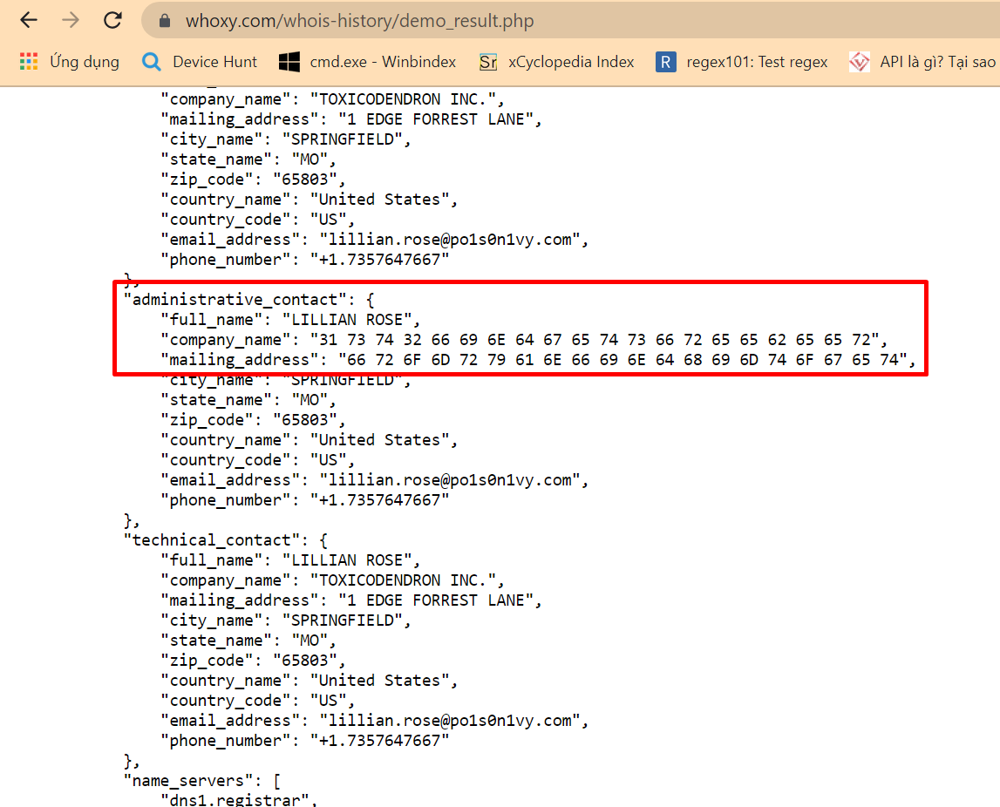 whoxy.com/whois-history/demo_result.php
Ứng dụng Device Hunt cmd.exe - Winbindex Sr xCyclopedia Index R regex101: Test regex API là gì? Tại sao
"company_name": "TOXICODENDRON INC.",
"mailing_address": "1 EDGE FORREST LANE",
"city_name": "SPRINGFIELD",
"state_name": "MO",
"zip_code": "65803",
"country_name": "United States",
"country_code": "US",
"email_address": "lillian.rose@po1s0n1vy.com",
"phone_number": "+1.7357647667"
},
"administrative_contact": {
"full_name": "LILLIAN ROSE",
"company_name": "31 73 74 32 66 69 6E 64 67 65 74 73 66 72 65 65 62 65 65 72",
"mailing_address": "66 72 6F 6D 72 79 61 6E 66 69 6E 64 68 69 6D 74 6F 67 65 74",
"city_name": "SPRINGFIELD",
"state_name": "MO",
"zip_code": "65803",
"country_name": "United States",
"country_code": "US",
"email_address": "lillian.rose@po1s0n1vy.com",
"phone_number": "+1.7357647667"
},
"technical_contact": {
"full_name": "LILLIAN ROSE",
"company_name": "TOXICODENDRON INC.",
"mailing_address": "1 EDGE FORREST LANE",
"city_name": "SPRINGFIELD",
"state_name": "MO",
"zip_code": "65803",
"country_name": "United States",
"country_code": "US",
"email_address": "lillian.rose@po1s0n1vy.com",
"phone_number": "+1.7357647667"
},
"name_servers": [
"dns1.registrar",